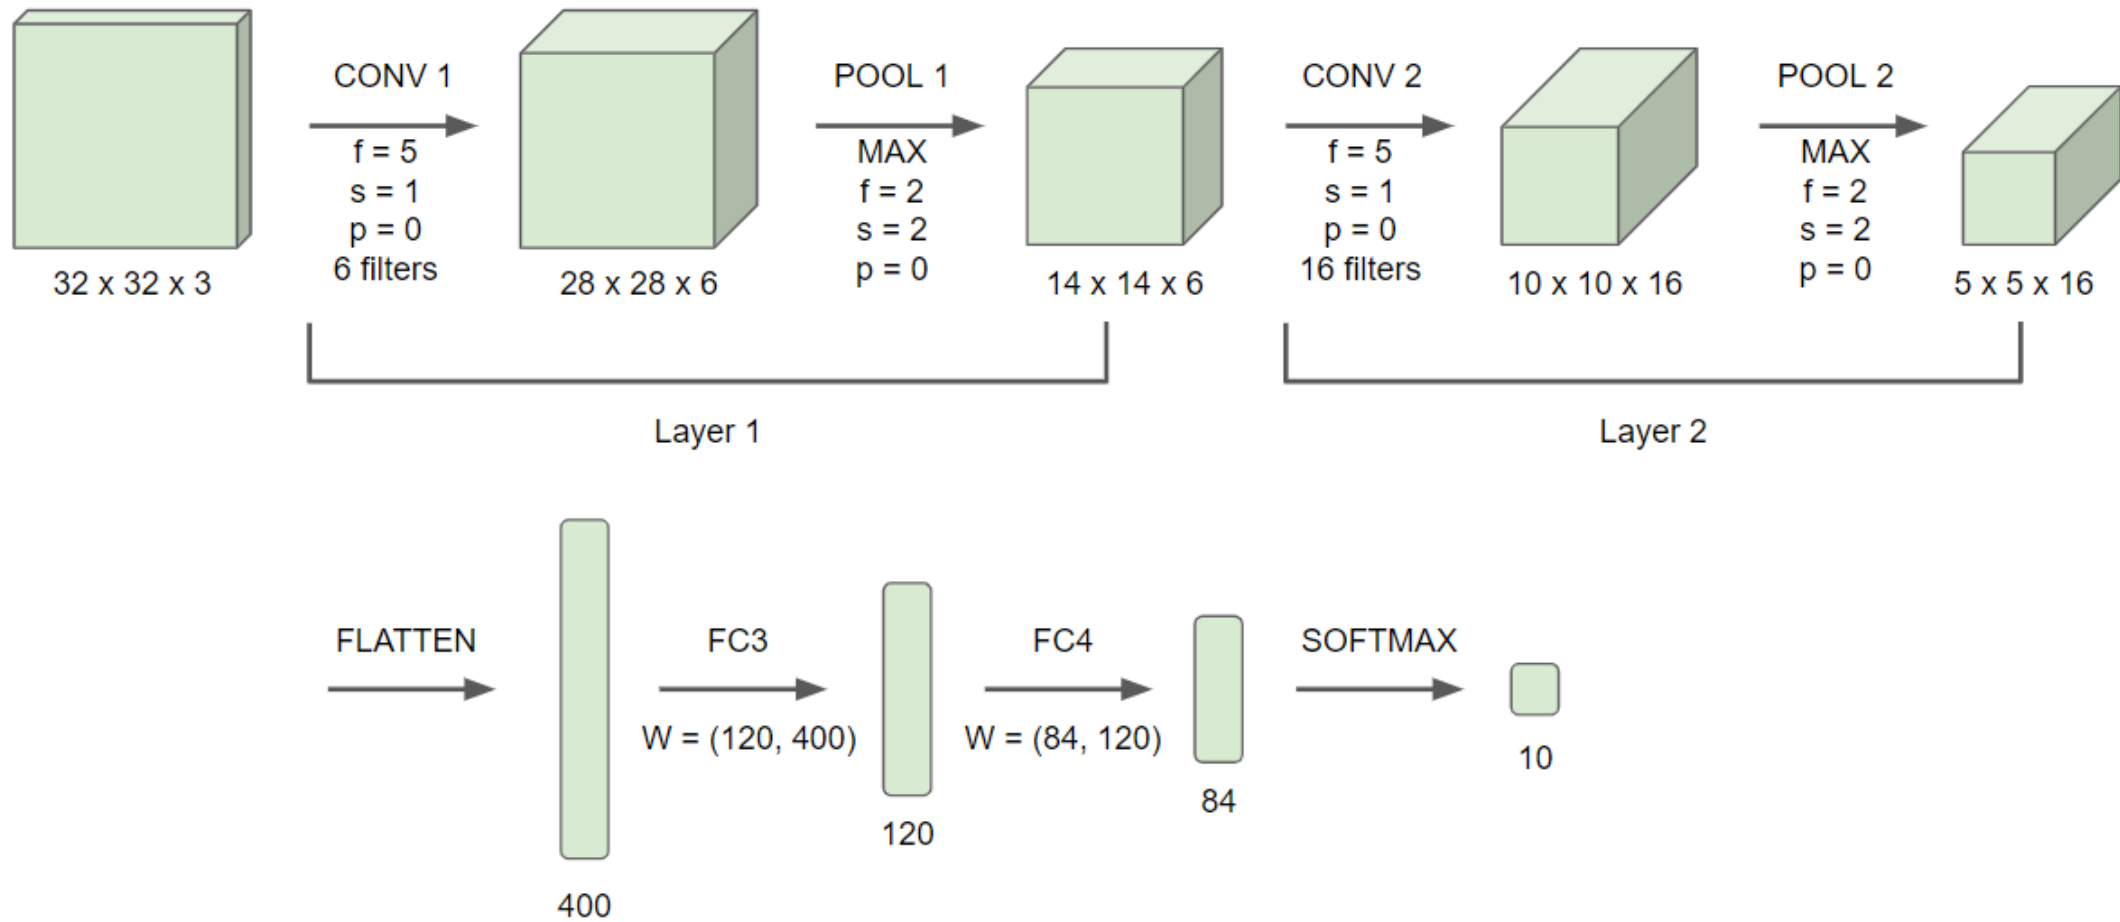 CONV 1
f = 5
s = 1
p = 0
6 filters
POOL 1
MAX
f = 2
s = 2
p = 0
CONV 2
f = 5
s = 1
p = 0
16 filters
POOL 2
MAX
f = 2
s = 2
p = 0
32 x 32 x 3
28 x 28 x 6
14 x 14 x 6
10 x 10 x 16
5 x 5 x 16
Layer 1
Layer 2
FLATTEN
400
FC3
W = (120, 400)
120
FC4
W = (84, 120)
84
SOFTMAX
10